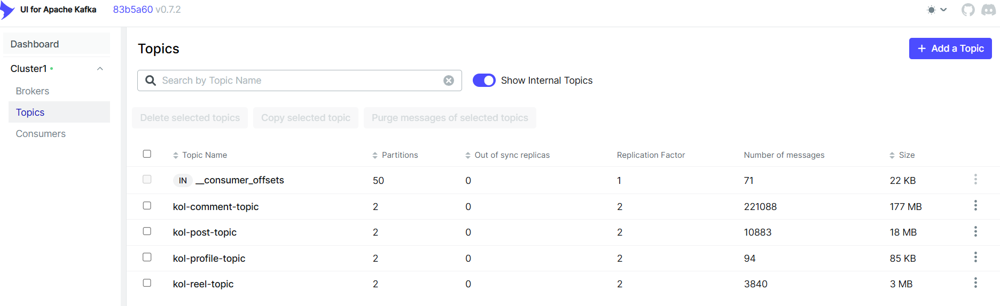 UI for Apache Kafka 83b5a60 v0.7.2
Dashboard
Cluster1
Brokers
Topics
Consumers
Topics
Add a Topic
Search by Topic Name
Show Internal Topics
Delete selected topics Copy selected topic Purge messages of selected topics
Topic Name Partitions Out of sync replicas Replication Factor Number of messages Size
IN __consumer_offsets 50 0 1 71 22 KB
kol-comment-topic 2 0 2 221088 177 MB
kol-post-topic 2 0 2 10883 18 MB
kol-profile-topic 2 0 2 94 85 KB
kol-reel-topic 2 0 2 3840 3 MB